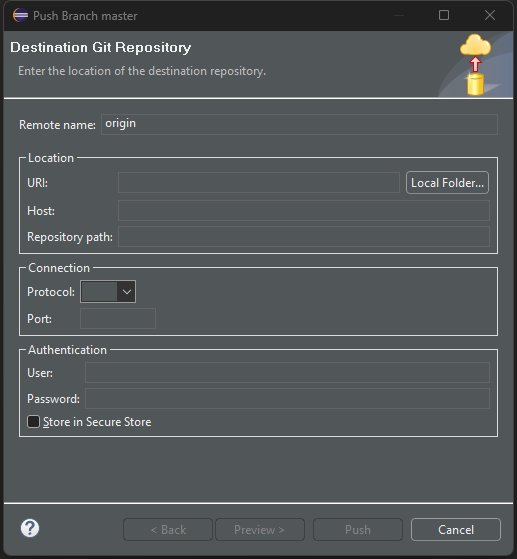 Push Branch master
Destination Git Repository
Enter the location of the destination repository.
Remote name: origin
Location
URI: Local Folder...
Host:
Repository path:
Connection
Protocol:
Port:
Authentication
User:
Password:
Store in Secure Store
? < Back Preview > Push Cancel